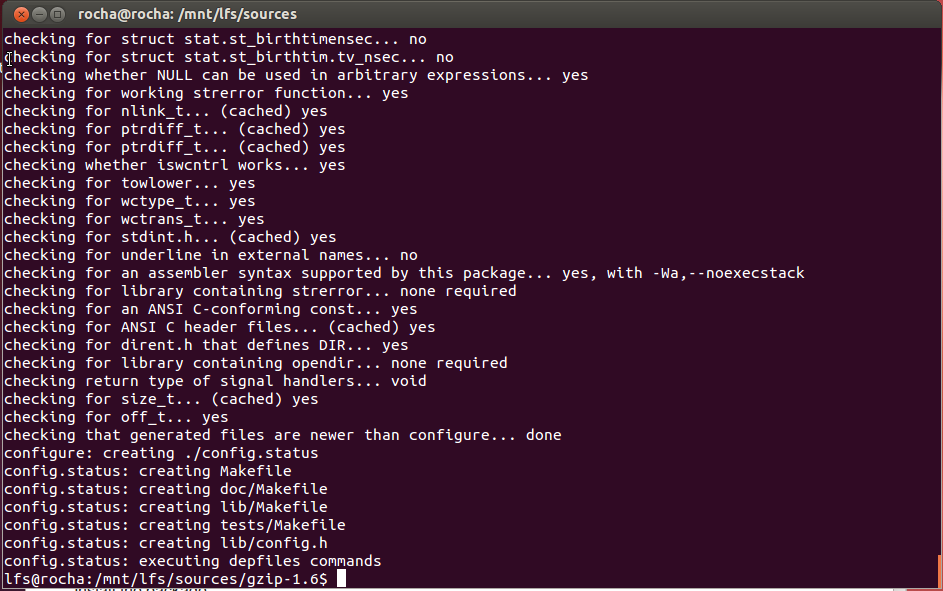 rocha@rocha: /mnt/lfs/sources
checking for struct stat.st_birthtimensec... no
checking for struct stat.st_birthtim.tv_nsec... no
checking whether NULL can be used in arbitrary expressions... yes
checking for working strerror function... yes
checking for nlink_t... (cached) yes
checking for ptrdiff_t... (cached) yes
checking for ptrdiff_t... (cached) yes
checking whether iswcntrl works... yes
checking for towlower... yes
checking for wctype_t... yes
checking for wctrans_t... yes
checking for stdint.h... (cached) yes
checking for underline in external names... no
checking for an assembler syntax supported by this package... yes, with -Wa,--noexecstack
checking for library containing strerror... none required
checking for an ANSI C-conforming const... yes
checking for ANSI C header files... (cached) yes
checking for dirent.h that defines DIR... yes
checking for library containing opendir... none required
checking return type of signal handlers... void
checking for size_t... (cached) yes
checking for off_t... yes
checking that generated files are newer than configure... done
configure: creating ./config.status
config.status: creating Makefile
config.status: creating doc/Makefile
config.status: creating lib/Makefile
config.status: creating tests/Makefile
config.status: creating lib/config.h
config.status: executing depfiles commands
lfs@rocha:/mnt/lfs/sources/gzip-1.6$